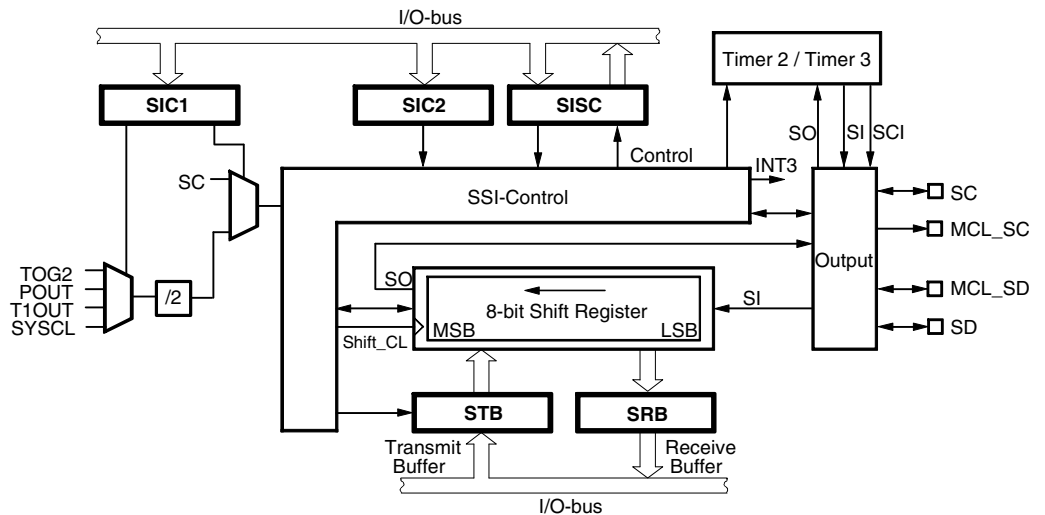 I/O-bus
SIC1
SIC2
SISC
Timer 2 / Timer 3
SO
SI
SCI
Control
INT3
SC
SSI-Control
SC
MCL_SC
Output
TOG2
POUT
T1OUT
SYSCL
/2
SO
8-bit Shift Register
MSB
LSB
SI
MCL_SD
SD
Shift_CL
STB
SRB
Transmit
Buffer
Receive
Buffer
I/O-bus